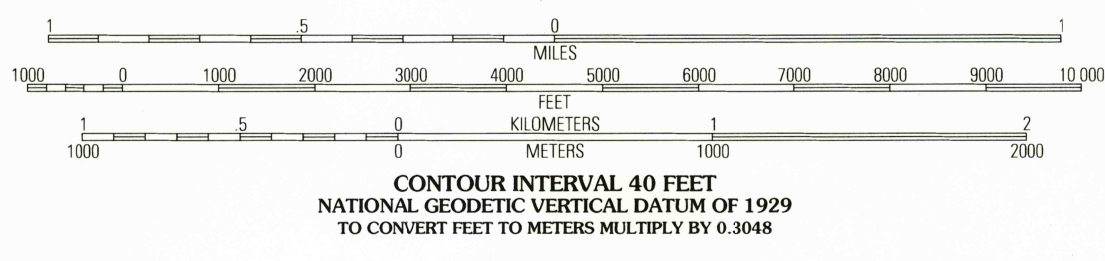 1 .5 0 1
MILES
1000 0 1000 2000 3000 4000 5000 6000 7000 8000 9000 10 000
FEET
1 .5 0 KILOMETERS 1 2
1000 0 METERS 1000 2000
CONTOUR INTERVAL 40 FEET
NATIONAL GEODETIC VERTICAL DATUM OF 1929
TO CONVERT FEET TO METERS MULTIPLY BY 0.3048